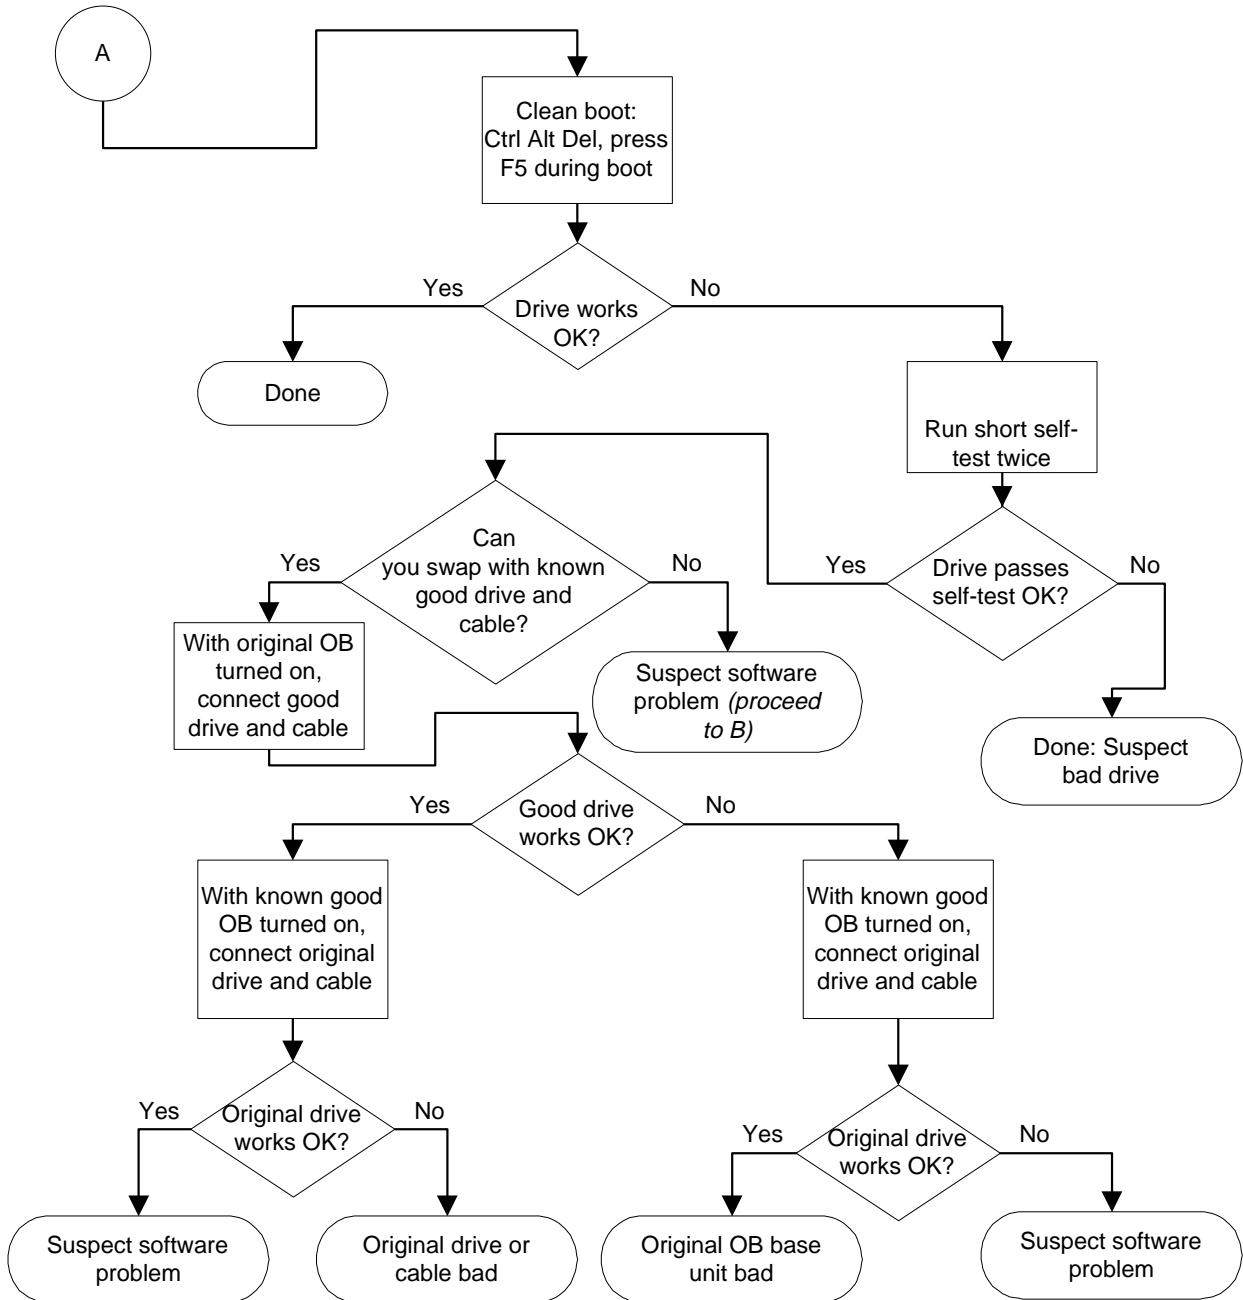 A
Clean boot:
Ctrl Alt Del, press
F5 during boot
Yes
No
Drive works
OK?
Done
Run short self-
test twice
Can
you swap with known
good drive and
cable?
Yes
No
Yes
No
Drive passes
self-test OK?
With original OB
turned on,
connect good
drive and cable
Suspect software
problem (proceed
to B)
Done: Suspect
bad drive
Yes
No
Good drive
works OK?
With known good
OB turned on,
connect original
drive and cable
With known good
OB turned on,
connect original
drive and cable
Yes
No
Original drive
works OK?
Yes
No
Original drive
works OK?
Suspect software
problem
Original drive or
cable bad
Original OB base
unit bad
Suspect software
problem